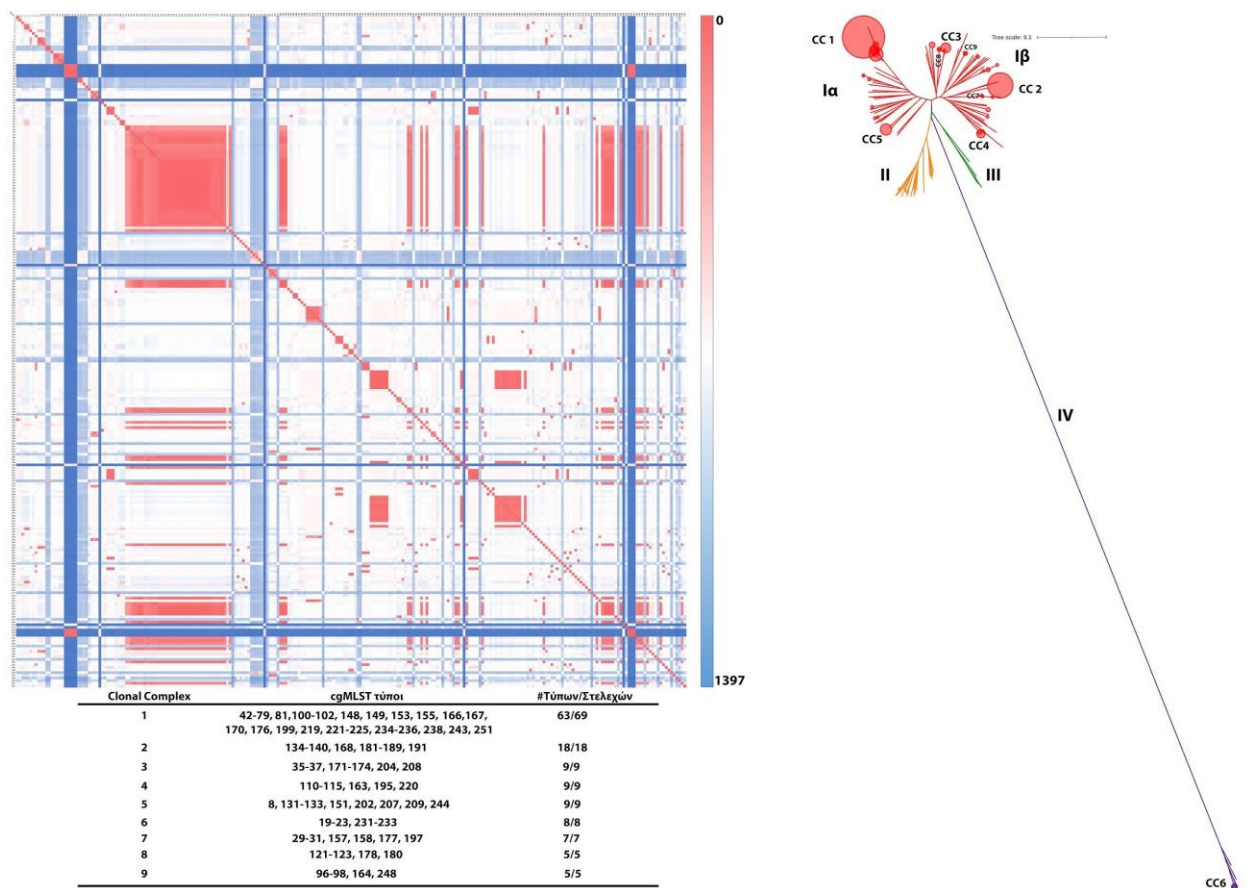 0
1397
Clonal Complex cgMLST τύποι #Τύπων/Στελεχών
1 42-79, 81,100-102, 148, 149, 153, 155, 166,167, 63/69
170, 176, 199, 219, 221-225, 234-236, 238, 243, 251
2 134-140, 168, 181-189, 191 18/18
3 35-37, 171-174, 204, 208 9/9
4 110-115, 163, 195, 220 9/9
5 8, 131-133, 151, 202, 207, 209, 244 9/9
6 19-23, 231-233 8/8
7 29-31, 157, 158, 177, 197 7/7
8 121-123, 178, 180 5/5
9 96-98, 164, 248 5/5
CC 1
CC3
Tree scale: 0.1
CC8
CC9
Iβ
Iα
CC 2
CC7
CC5
CC4
II
III
IV
CC6